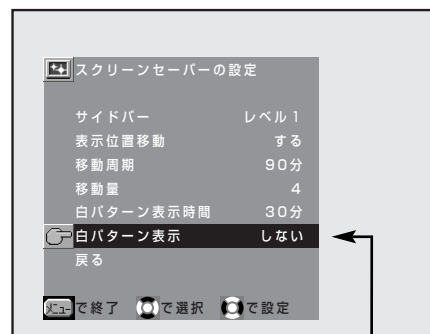 スクリーンセーバーの設定
サイドバー レベル1
表示位置移動 する
移動周期 90分
移動量 4
白パターン表示時間 30分
白パターン表示 しない
戻る
メニューで終了 で選択 で設定